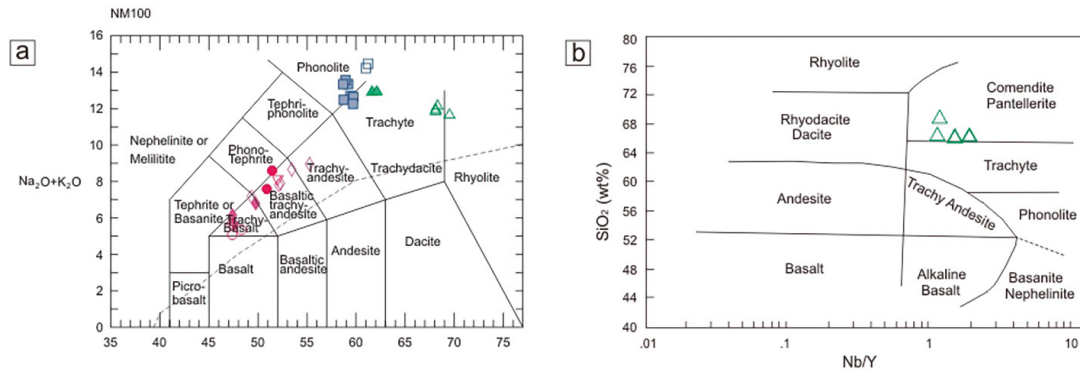 NM100
a
16
14
12
10
8
6
4
2
0
Na2O+K2O
Phonolite
Tephri-
phonolite
Trachyte
Nephelinite or
Melilitite
Phono-
Tephrite
Trachy-
andesite
Trachydacite
Rhyolite
Basaltic
trachy-
andesite
Tephrite or
Basanite
Trachy-
Basalt
Basalt
Basaltic
andesite
Andesite
Dacite
Picro-
basalt
35 40 45 50 55 60 65 70 75
b
80
76
72
68
64
60
56
52
48
44
40
SiO2 (wt%)
Rhyolite
Comendite
Pantellerite
Rhyodacite
Dacite
Trachyte
Andesite
Trachy Andesite
Phonolite
Basalt
Alkaline
Basalt
Basanite
Nephelinite
.01 .1 1 10
Nb/Y